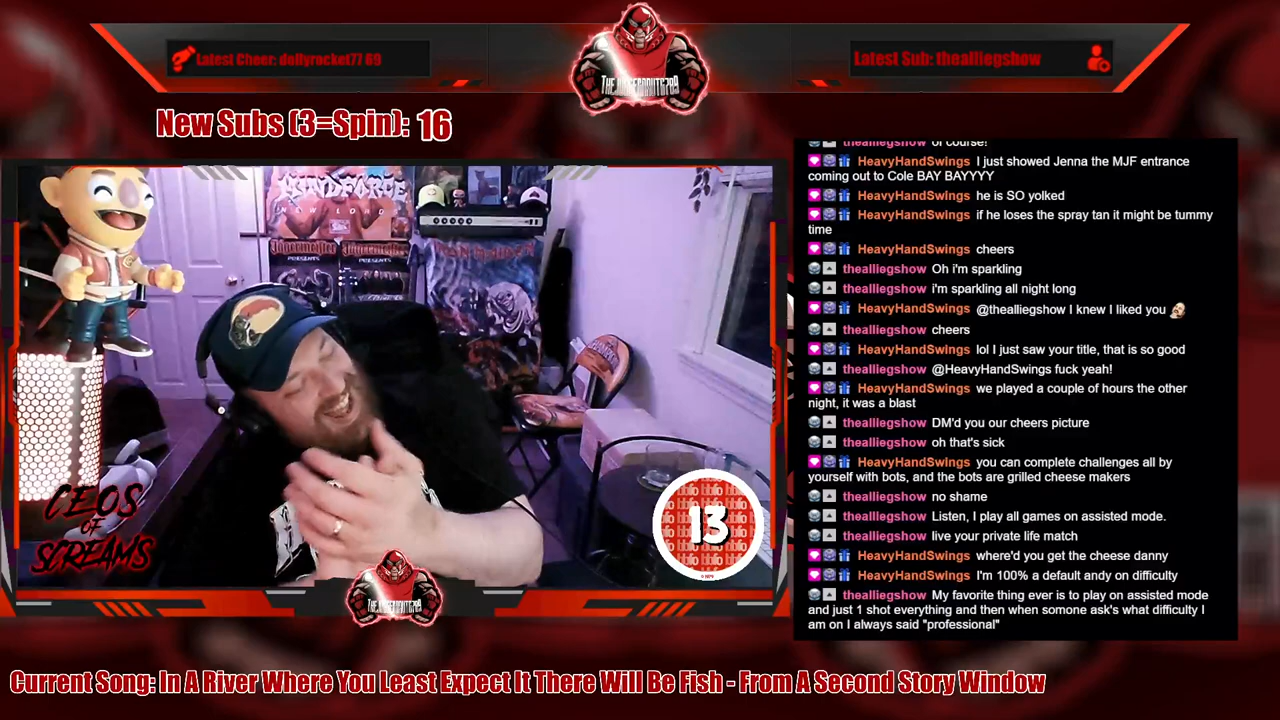 Latest Cheer: dollyrocket77 89
THEJUGGERNAUT6789
Latest Sub: thealliegshow
New Subs (3=Spin): 16
MINDFORCE
NEW LORD
Jägermeister
Jägermeister
PRESENTS
PRESENTS
CEOS
OF
SCREAMS
13
THEJUGGERNAUT6789
thealliegshow of course!
HeavyHandSwings I just showed Jenna the MJF entrance
coming out to Cole BAY BAYYYY
HeavyHandSwings he is SO yolked
HeavyHandSwings if he loses the spray tan it might be tummy
time
HeavyHandSwings cheers
thealliegshow Oh i'm sparkling
thealliegshow i'm sparkling all night long
HeavyHandSwings @thealliegshow I knew I liked you
thealliegshow cheers
HeavyHandSwings lol I just saw your title, that is so good
thealliegshow @HeavyHandSwings fuck yeah!
HeavyHandSwings we played a couple of hours the other
night, it was a blast
thealliegshow DM'd you our cheers picture
thealliegshow oh that's sick
HeavyHandSwings you can complete challenges all by
yourself with bots, and the bots are grilled cheese makers
thealliegshow no shame
thealliegshow Listen, I play all games on assisted mode.
thealliegshow live your private life match
HeavyHandSwings where'd you get the cheese danny
HeavyHandSwings I'm 100% a default andy on difficulty
thealliegshow My favorite thing ever is to play on assisted mode
and just 1 shot everything and then when somone ask's what difficulty I
am on I always said "professional"
Current Song: In A River Where You Least Expect It There Will Be Fish - From A Second Story Window